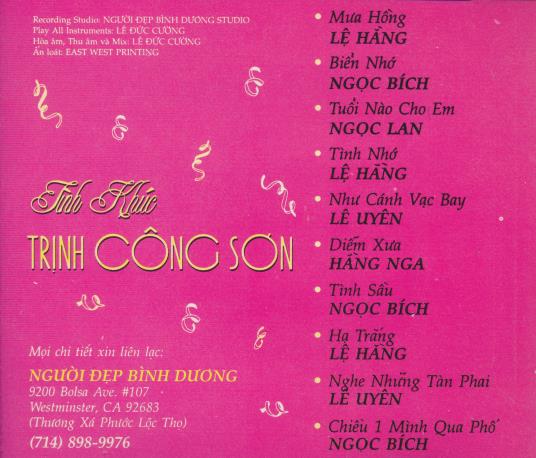 Recording Studio: NGƯỜI ĐẸP BÌNH DƯƠNG STUDIO
Play All Instruments: LÊ ĐỨC CƯỜNG
Hòa âm, Thu âm và Mix: LÊ ĐỨC CƯỜNG
Ấn loát: EAST WEST PRINTING
Tình Khúc
TRỊNH CÔNG SƠN
Mọi chi tiết xin liên lạc:
NGƯỜI ĐẸP BÌNH DƯƠNG
9200 Bolsa Ave. #107
Westminster, CA 92683
(Thương Xá Phước Lộc Thọ)
(714) 898-9976
• Mưa Hồng
LỆ HẰNG
• Biển Nhớ
NGỌC BÍCH
• Tuổi Nào Cho Em
NGỌC LAN
• Tình Nhớ
LỆ HẰNG
• Như Cánh Vạc Bay
LÊ UYÊN
• Diễm Xưa
HẰNG NGA
• Tình Sầu
NGỌC BÍCH
• Hạ Trắng
LỆ HẰNG
• Nghe Những Tàn Phai
LÊ UYÊN
• Chiều 1 Mình Qua Phố
NGỌC BÍCH